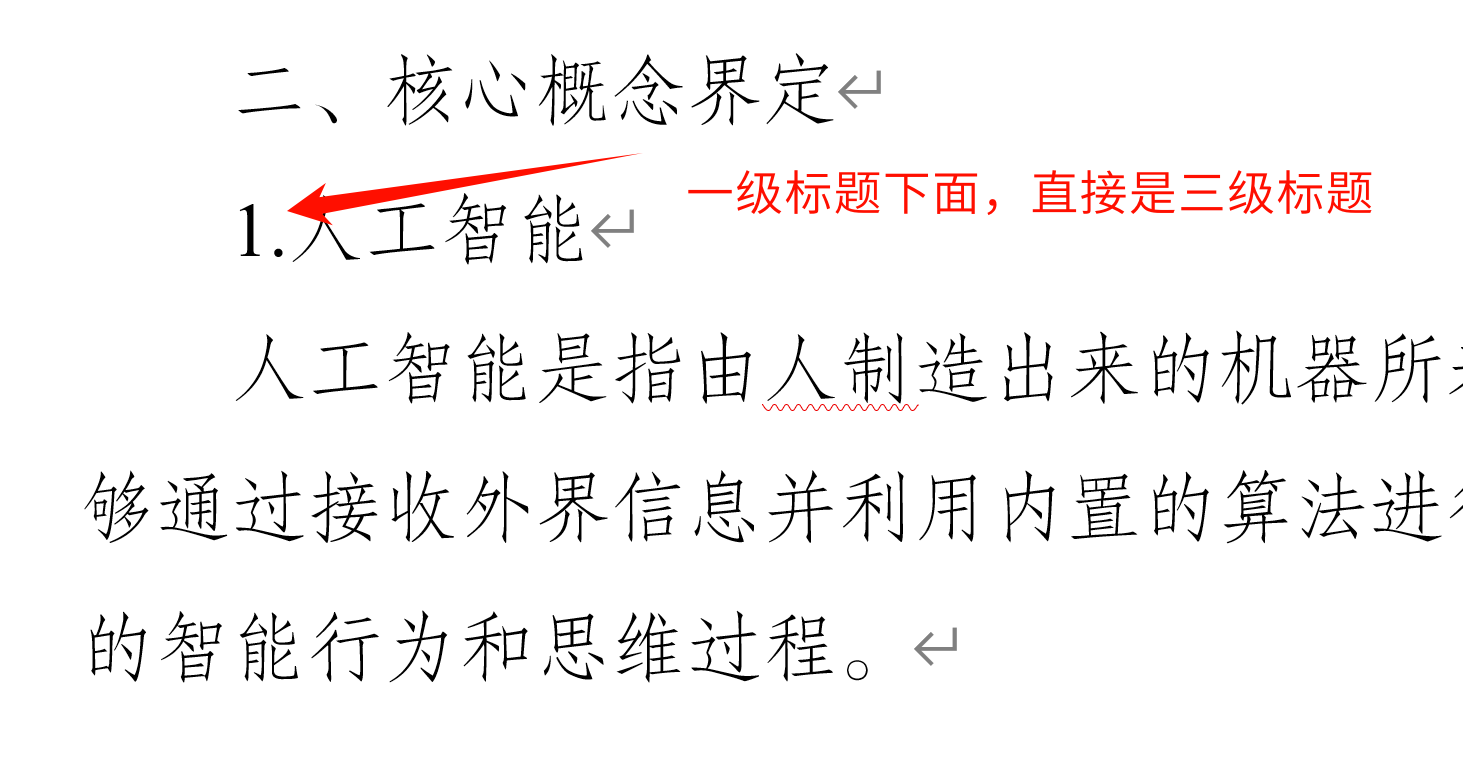 二、核心概念界定↵
1.人工智能↵
一级标题下面，直接是三级标题
人工智能是指由人制造出来的机器所
够通过接收外界信息并利用内置的算法进
的智能行为和思维过程。↵